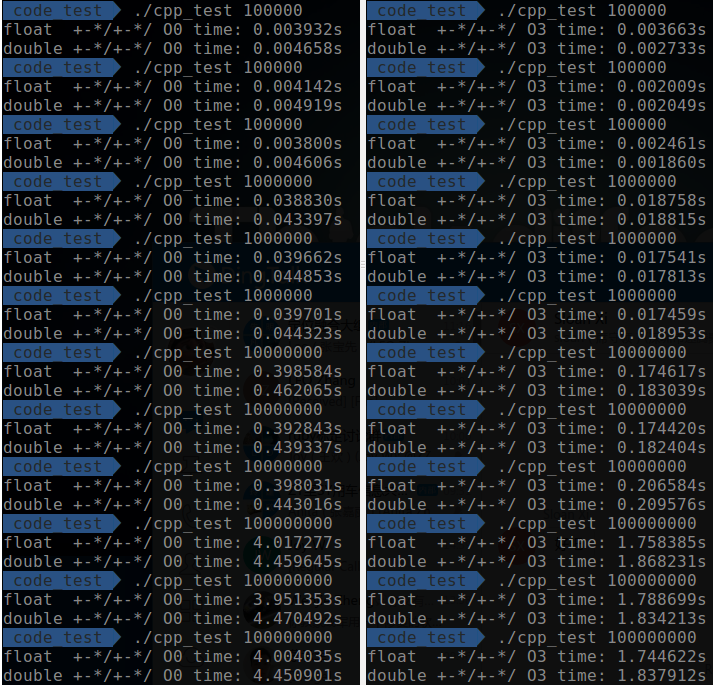 code test ./cpp_test 100000
float +-*/+-*/ O0 time: 0.003932s
double +-*/+-*/ O0 time: 0.004658s
code test ./cpp_test 100000
float +-*/+-*/ O0 time: 0.004142s
double +-*/+-*/ O0 time: 0.004919s
code test ./cpp_test 100000
float +-*/+-*/ O0 time: 0.003800s
double +-*/+-*/ O0 time: 0.004606s
code test ./cpp_test 1000000
float +-*/+-*/ O0 time: 0.038830s
double +-*/+-*/ O0 time: 0.043397s
code test ./cpp_test 1000000
float +-*/+-*/ O0 time: 0.039662s
double +-*/+-*/ O0 time: 0.044853s
code test ./cpp_test 1000000
float +-*/+-*/ O0 time: 0.039701s
double +-*/+-*/ O0 time: 0.044323s
code test ./cpp_test 10000000
float +-*/+-*/ O0 time: 0.398584s
double +-*/+-*/ O0 time: 0.462065s
code test ./cpp_test 10000000
float +-*/+-*/ O0 time: 0.392843s
double +-*/+-*/ O0 time: 0.439337s
code test ./cpp_test 10000000
float +-*/+-*/ O0 time: 0.398031s
double +-*/+-*/ O0 time: 0.443016s
code test ./cpp_test 100000000
float +-*/+-*/ O0 time: 4.017277s
double +-*/+-*/ O0 time: 4.459645s
code test ./cpp_test 100000000
float +-*/+-*/ O0 time: 3.951353s
double +-*/+-*/ O0 time: 4.470492s
code test ./cpp_test 100000000
float +-*/+-*/ O0 time: 4.004035s
double +-*/+-*/ O0 time: 4.450901s
code test ./cpp_test 100000
float +-*/+-*/ O3 time: 0.003663s
double +-*/+-*/ O3 time: 0.002733s
code test ./cpp_test 100000
float +-*/+-*/ O3 time: 0.002009s
double +-*/+-*/ O3 time: 0.002049s
code test ./cpp_test 100000
float +-*/+-*/ O3 time: 0.002461s
double +-*/+-*/ O3 time: 0.001860s
code test ./cpp_test 1000000
float +-*/+-*/ O3 time: 0.018758s
double +-*/+-*/ O3 time: 0.018815s
code test ./cpp_test 1000000
float +-*/+-*/ O3 time: 0.017541s
double +-*/+-*/ O3 time: 0.017813s
code test ./cpp_test 1000000
float +-*/+-*/ O3 time: 0.017459s
double +-*/+-*/ O3 time: 0.018953s
code test ./cpp_test 10000000
float +-*/+-*/ O3 time: 0.174617s
double +-*/+-*/ O3 time: 0.183039s
code test ./cpp_test 10000000
float +-*/+-*/ O3 time: 0.174420s
double +-*/+-*/ O3 time: 0.182404s
code test ./cpp_test 10000000
float +-*/+-*/ O3 time: 0.206584s
double +-*/+-*/ O3 time: 0.209576s
code test ./cpp_test 100000000
float +-*/+-*/ O3 time: 1.758385s
double +-*/+-*/ O3 time: 1.868231s
code test ./cpp_test 100000000
float +-*/+-*/ O3 time: 1.788699s
double +-*/+-*/ O3 time: 1.834213s
code test ./cpp_test 100000000
float +-*/+-*/ O3 time: 1.744622s
double +-*/+-*/ O3 time: 1.837912s